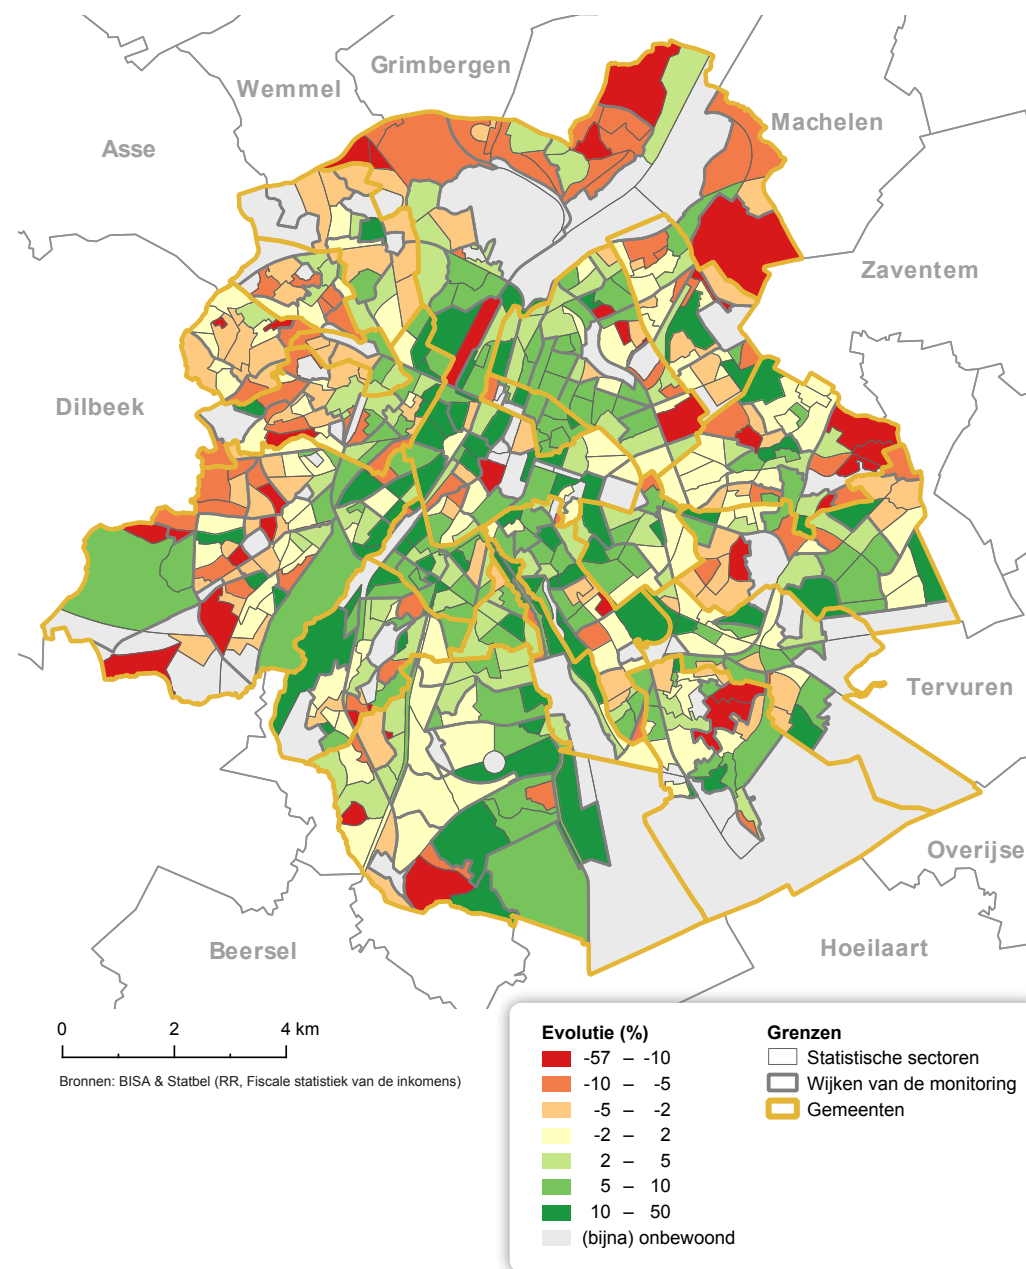 Grimbergen
Wemmel
Machelen
Asse
Zaventem
Dilbeek
Tervuren
Overijse
Beersel
Hoeilaart
0 2 4 km
Bronnen: BISA & Statbel (RR, Fiscale statistiek van de inkomens)
Evolutie (%)
-57 – -10
-10 – -5
-5 – -2
-2 – 2
2 – 5
5 – 10
10 – 50
(bijna) onbewoond
Grenzen
Statistische sectoren
Wijken van de monitoring
Gemeenten